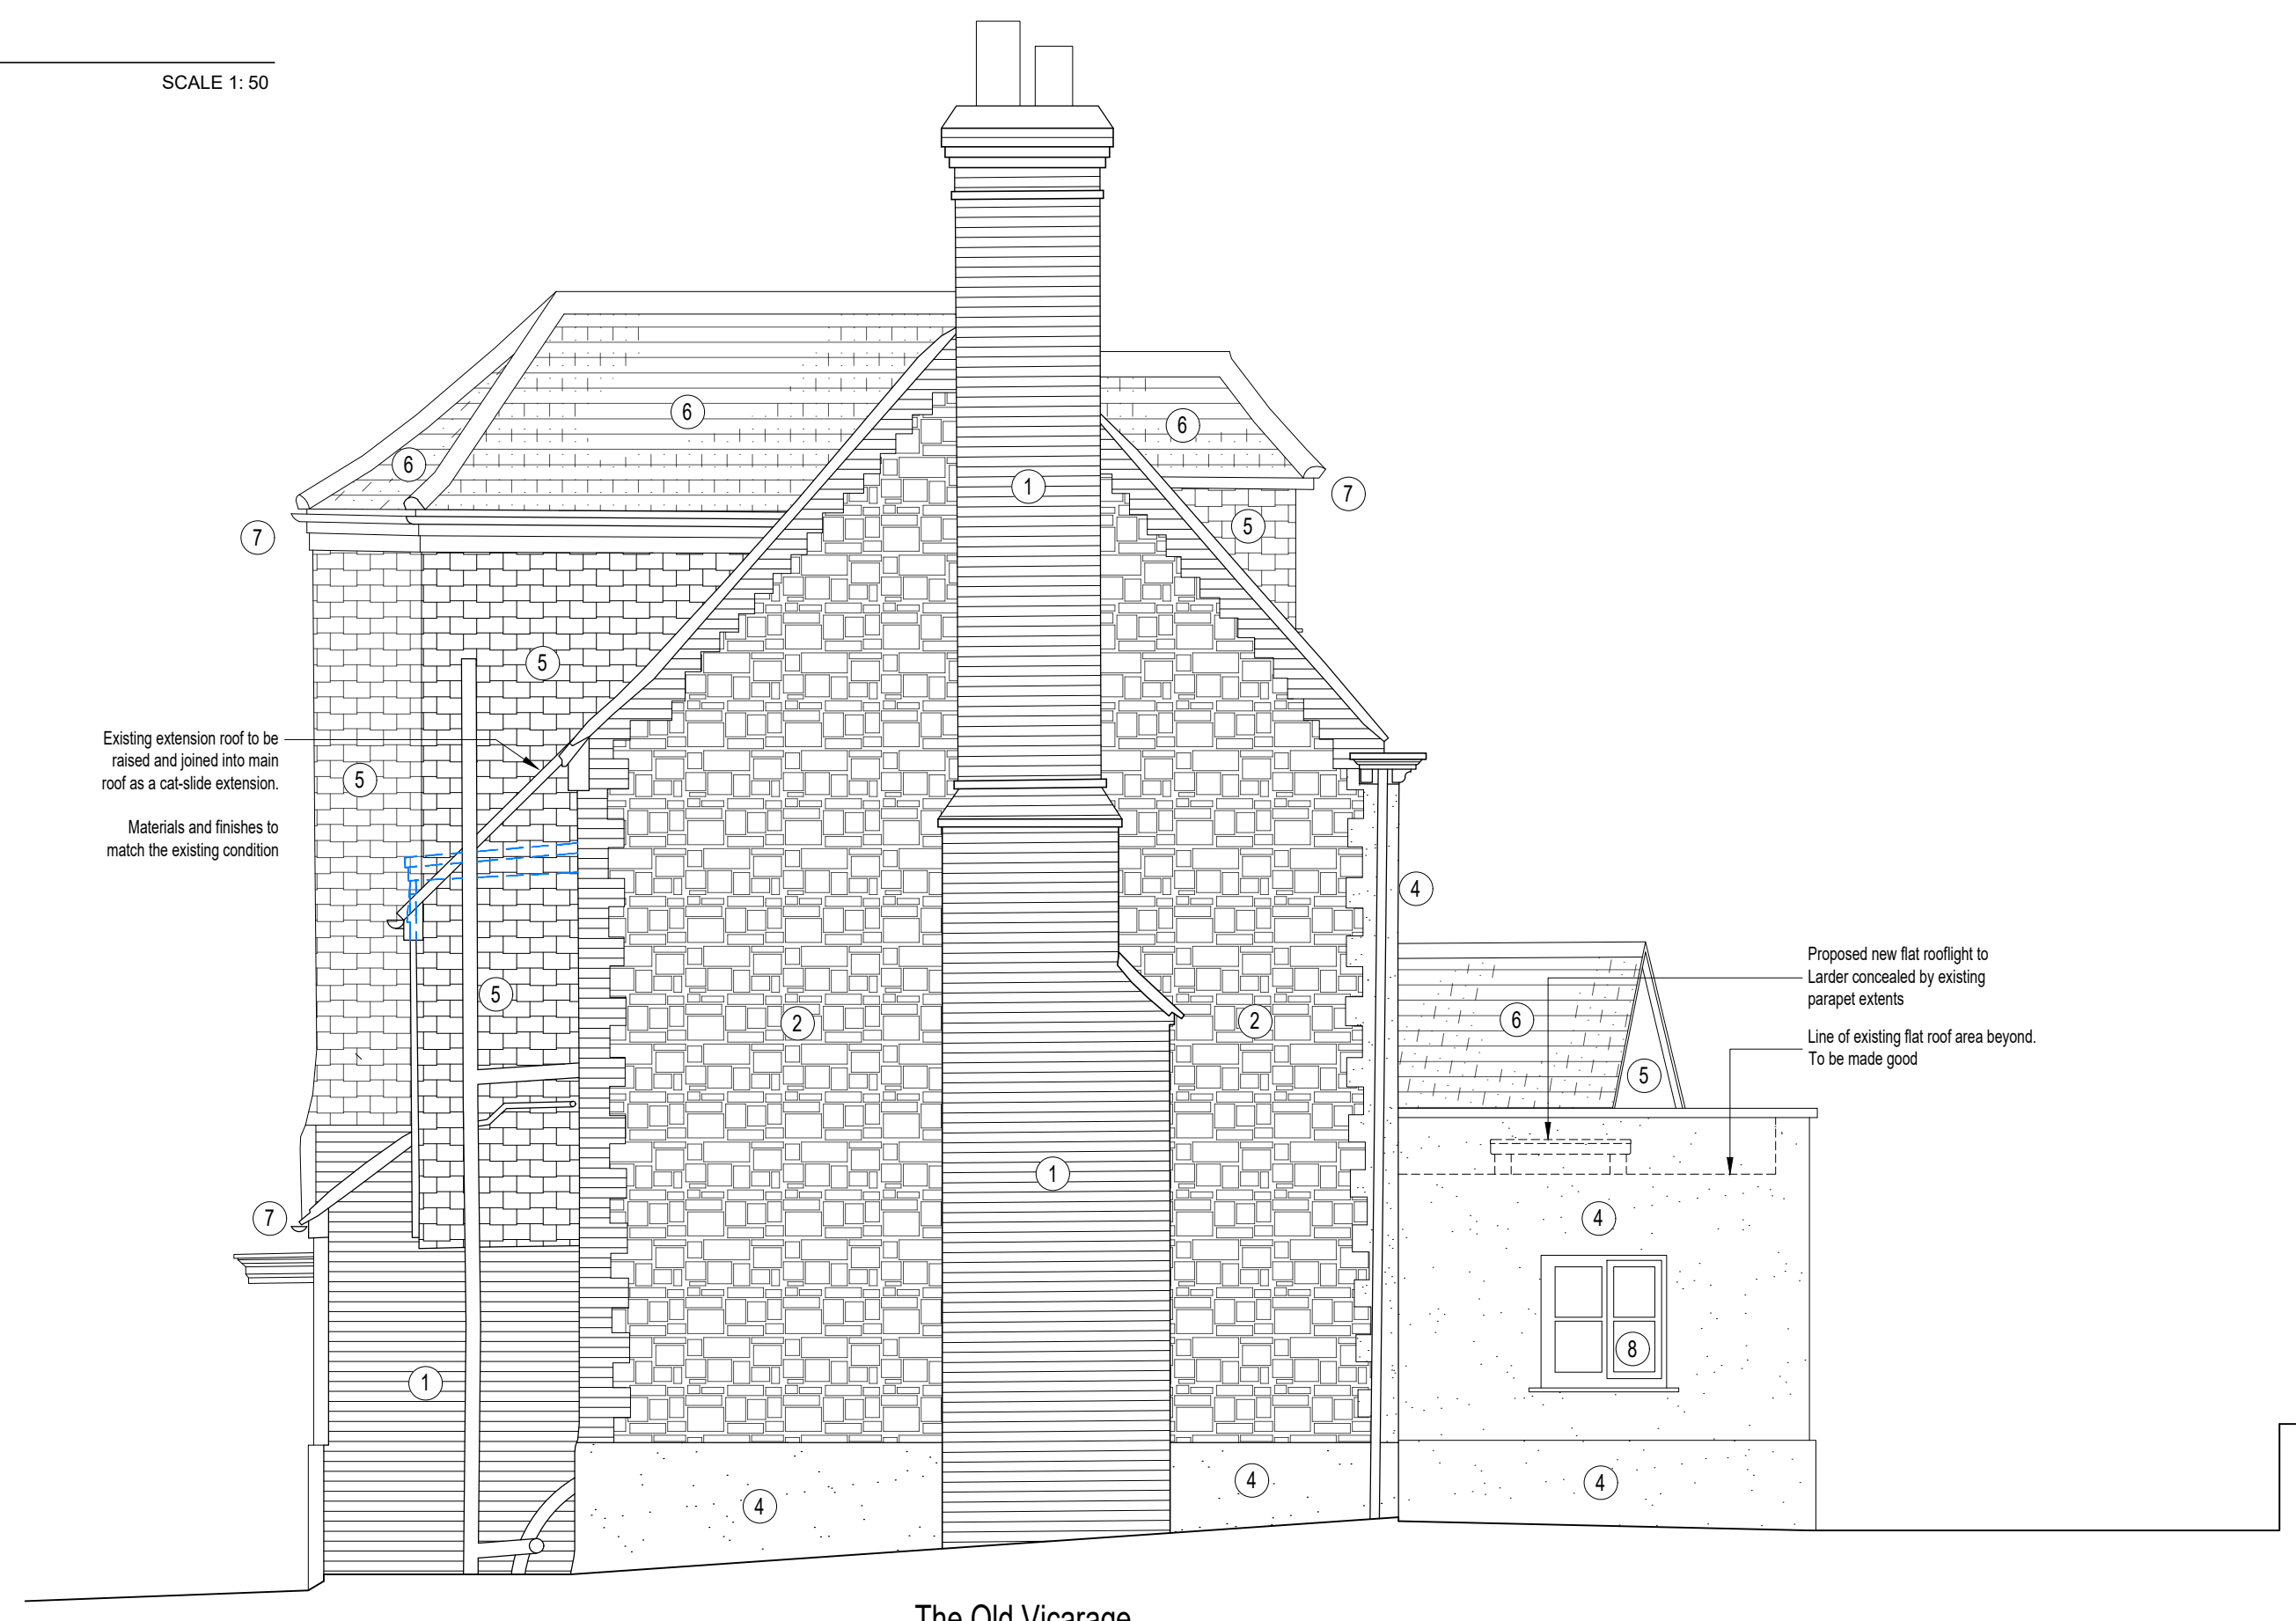 SCALE 1: 50
6
6
6
1
7
5
7
5
Existing extension roof to be
raised and joined into main
roof as a cat-slide extension.
Materials and finishes to
match the existing condition
5
4
Proposed new flat rooflight to
Larder concealed by existing
parapet extents
Line of existing flat roof area beyond.
To be made good
5
2
2
6
5
1
7
4
8
1
4
4
4
The Old Vicarage